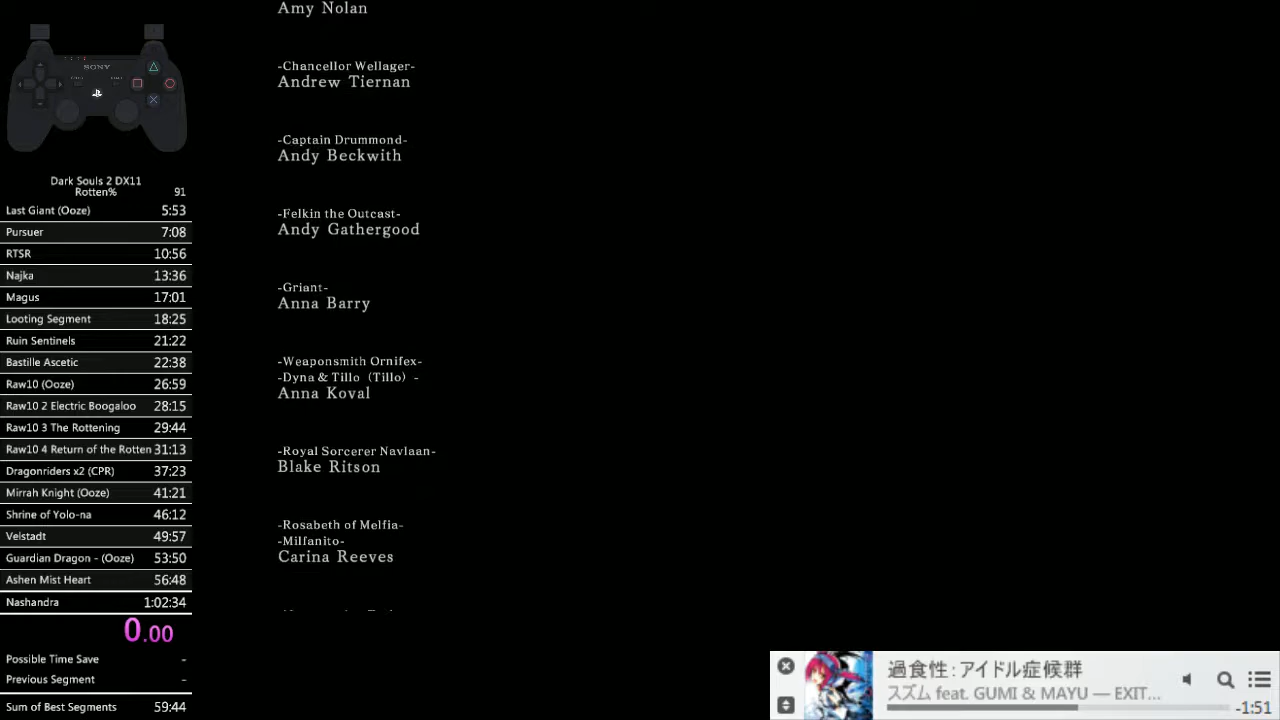 SONY
Dark Souls 2 DX11
Rotten% 91
Last Giant (Ooze) 5:53
Pursuer 7:08
RTSR 10:56
Najka 13:36
Magus 17:01
Looting Segment 18:25
Ruin Sentinels 21:22
Bastille Ascetic 22:38
Raw10 (Ooze) 26:59
Raw10 2 Electric Boogaloo 28:15
Raw10 3 The Rottening 29:44
Raw10 4 Return of the Rotten 31:13
Dragonriders x2 (CPR) 37:23
Mirrah Knight (Ooze) 41:21
Shrine of Yolo-na 46:12
Velstadt 49:57
Guardian Dragon - (Ooze) 53:50
Ashen Mist Heart 56:48
Nashandra 1:02:34
0.00
Possible Time Save -
Previous Segment -
Sum of Best Segments 59:44
Amy Nolan
-Chancellor Wellager-
Andrew Tiernan
-Captain Drummond-
Andy Beckwith
-Felkin the Outcast-
Andy Gathergood
-Griant-
Anna Barry
-Weaponsmith Ornifex-
-Dyna & Tillo（Tillo）-
Anna Koval
-Royal Sorcerer Navlaan-
Blake Ritson
-Rosabeth of Melfia-
-Milfanito-
Carina Reeves
過食性：アイドル症候群
スズム feat. GUMI & MAYU — EXIT...
-1:51